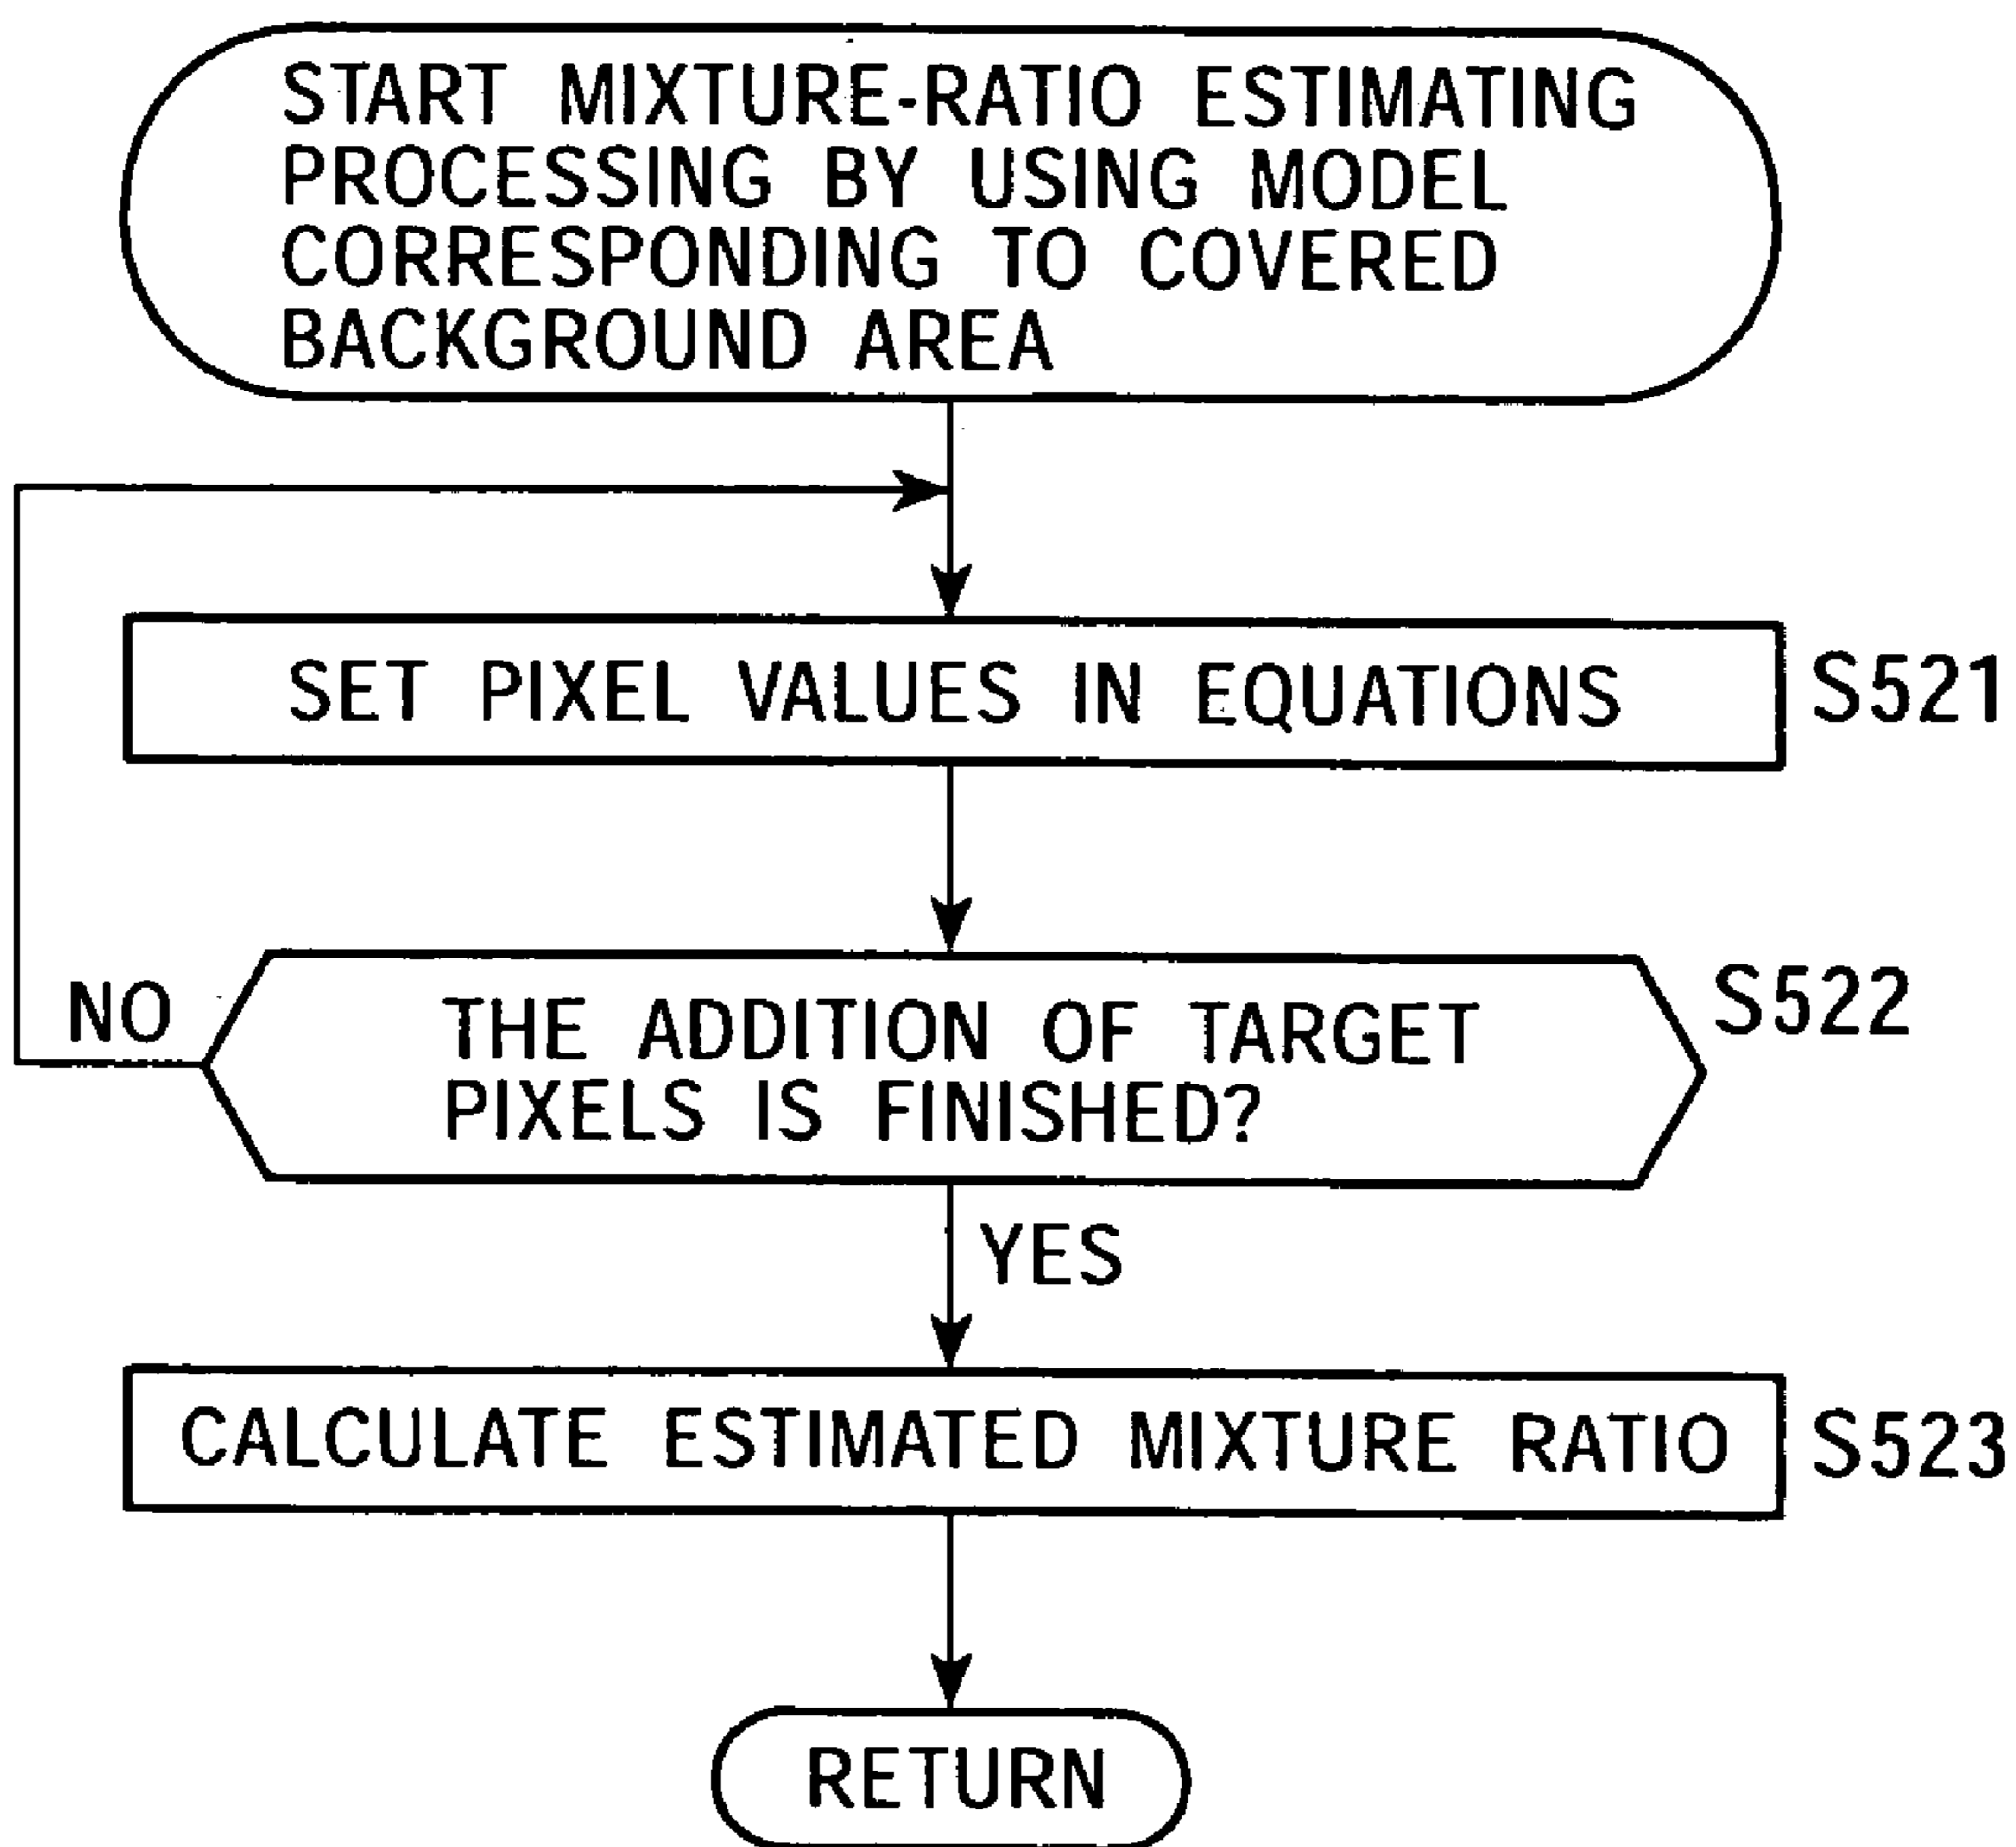 START MIXTURE-RATIO ESTIMATING
PROCESSING BY USING MODEL
CORRESPONDING TO COVERED
BACKGROUND AREA
SET PIXEL VALUES IN EQUATIONS
S521
NO
THE ADDITION OF TARGET
PIXELS IS FINISHED?
S522
YES
CALCULATE ESTIMATED MIXTURE RATIO
S523
RETURN